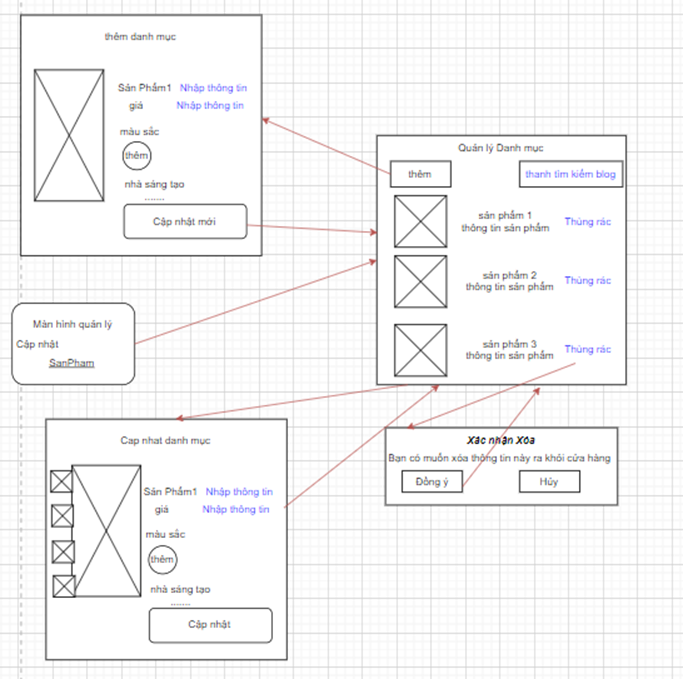 thêm danh mục
Sản Phẩm1 Nhập thông tin
giá Nhập thông tin
màu sắc
thêm
nhà sáng tạo
.......
Cập nhật mới
Quản lý Danh mục
thêm thanh tìm kiếm blog
sản phẩm 1
thông tin sản phẩm
Thùng rác
sản phẩm 2
thông tin sản phẩm
Thùng rác
sản phẩm 3
thông tin sản phẩm
Thùng rác
Màn hình quản lý
Cập nhật
SanPham
Cap nhat danh mục
Sản Phẩm1 Nhập thông tin
giá Nhập thông tin
màu sắc
thêm
nhà sáng tạo
.......
Cập nhật
Xác nhận Xóa
Bạn có muốn xóa thông tin này ra khỏi cửa hàng
Đồng ý Hủy